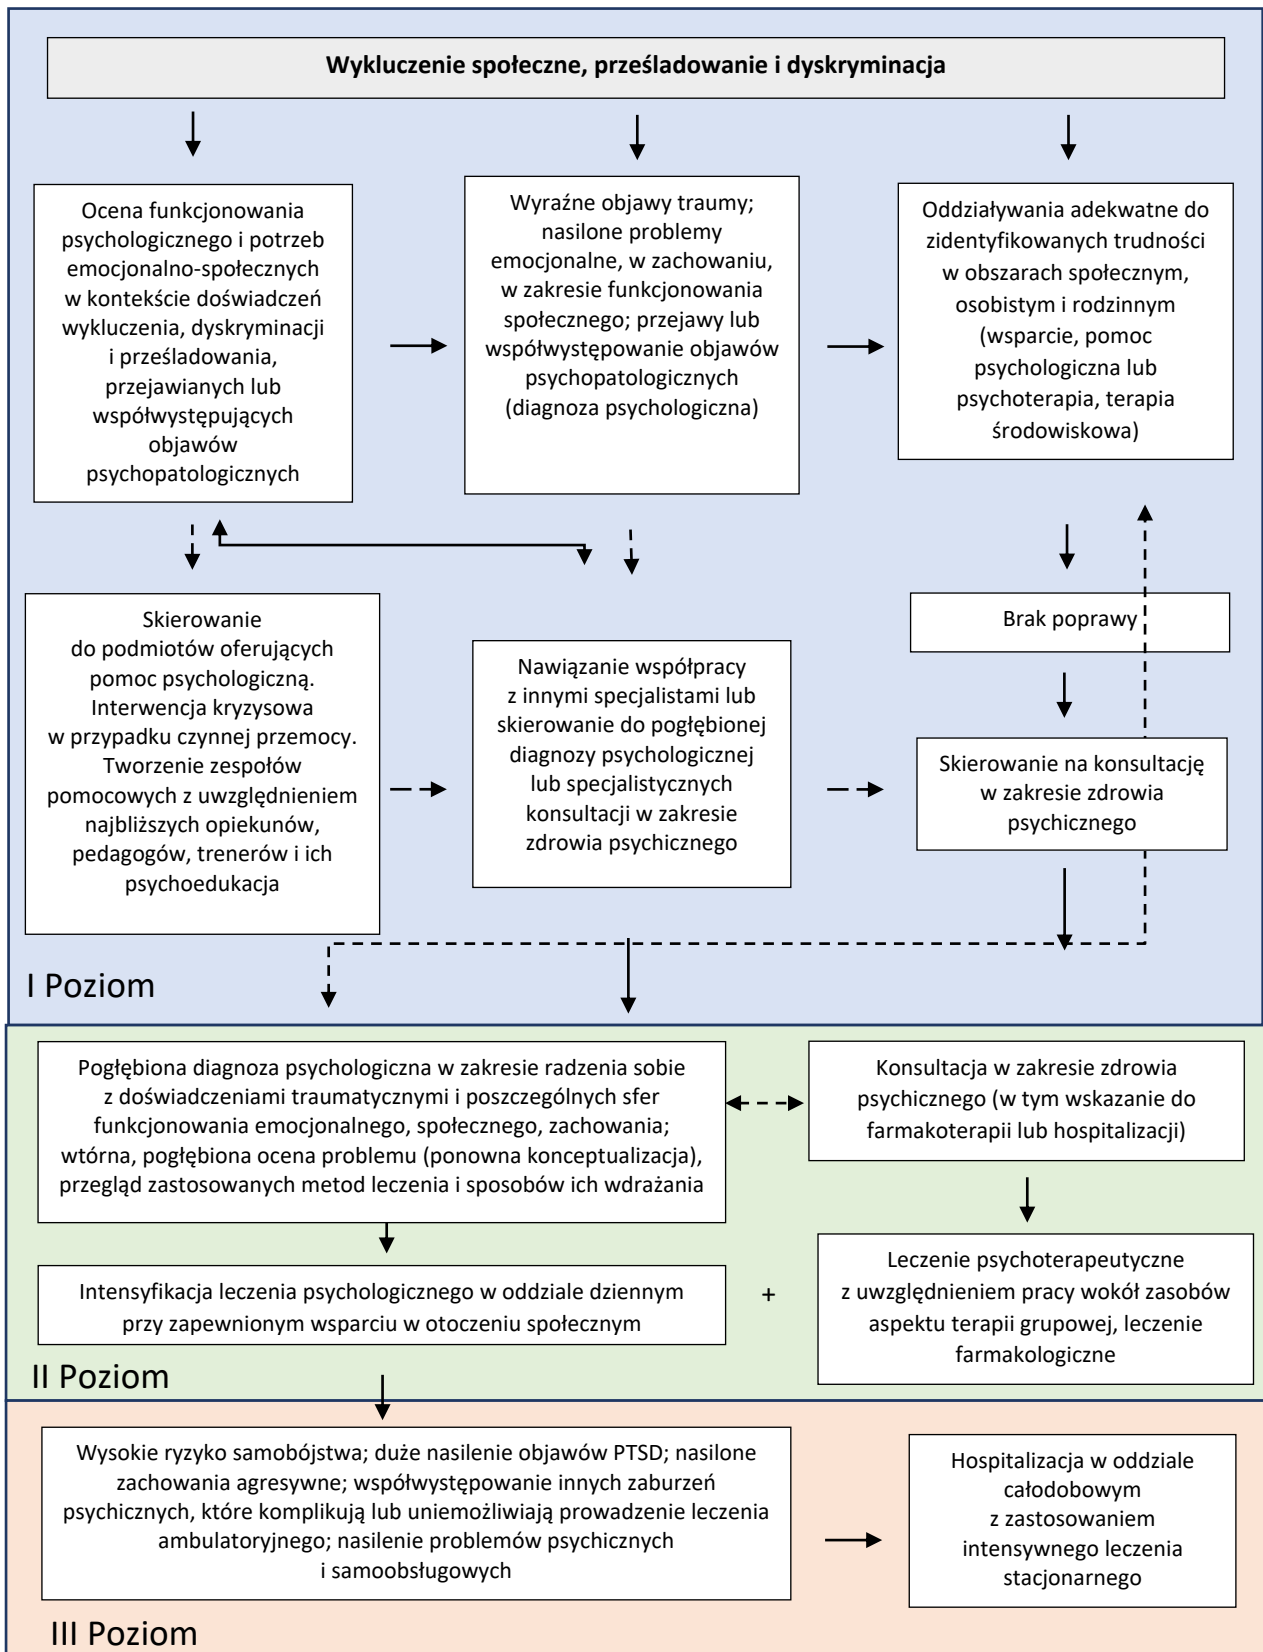 Wykluczenie społeczne, prześladowanie i dyskryminacja
Ocena funkcjonowania
psychologicznego i potrzeb
emocjonalno-społecznych
w kontekście doświadczeń
wykluczenia, dyskryminacji
i prześladowania,
przejawianych lub
współwystępujących
objawów
psychopatologicznych
Wyraźne objawy traumy;
nasilone problemy
emocjonalne, w zachowaniu,
w zakresie funkcjonowania
społecznego; przejawy lub
współwystępowanie objawów
psychopatologicznych
(diagnoza psychologiczna)
Oddziaływania adekwatne do
zidentyfikowanych trudności
w obszarach społecznym,
osobistym i rodzinnym
(wsparcie, pomoc
psychologiczna lub
psychoterapia, terapia
środowiskowa)
Skierowanie
do podmiotów oferujących
pomoc psychologiczną.
Interwencja kryzysowa
w przypadku czynnej przemocy.
Tworzenie zespołów
pomocowych z uwzględnieniem
najbliższych opiekunów,
pedagogów, trenerów i ich
psychoedukacja
Nawiązanie współpracy
z innymi specjalistami lub
skierowanie do pogłębionej
diagnozy psychologicznej
lub specjalistycznych
konsultacji w zakresie
zdrowia psychicznego
Brak poprawy
Skierowanie na konsultację
w zakresie zdrowia
psychicznego
I Poziom
Pogłębiona diagnoza psychologiczna w zakresie radzenia sobie
z doświadczeniami traumatycznymi i poszczególnych sfer
funkcjonowania emocjonalnego, społecznego, zachowania;
wtórna, pogłębiona ocena problemu (ponowna konceptualizacja),
przegląd zastosowanych metod leczenia i sposobów ich wdrażania
Konsultacja w zakresie zdrowia
psychicznego (w tym wskazanie do
farmakoterapii lub hospitalizacji)
Intensyfikacja leczenia psychologicznego w oddziale dziennym
przy zapewnionym wsparciu w otoczeniu społecznym
+
Leczenie psychoterapeutyczne
z uwzględnieniem pracy wokół zasobów
aspektu terapii grupowej, leczenie
farmakologiczne
II Poziom
Wysokie ryzyko samobójstwa; duże nasilenie objawów PTSD; nasilone
zachowania agresywne; współwystępowanie innych zaburzeń
psychicznych, które komplikują lub uniemożliwiają prowadzenie leczenia
ambulatoryjnego; nasilenie problemów psychicznych
i samoobsługowych
Hospitalizacja w oddziale
całodobowym
z zastosowaniem
intensywnego leczenia
stacjonarnego
III Poziom